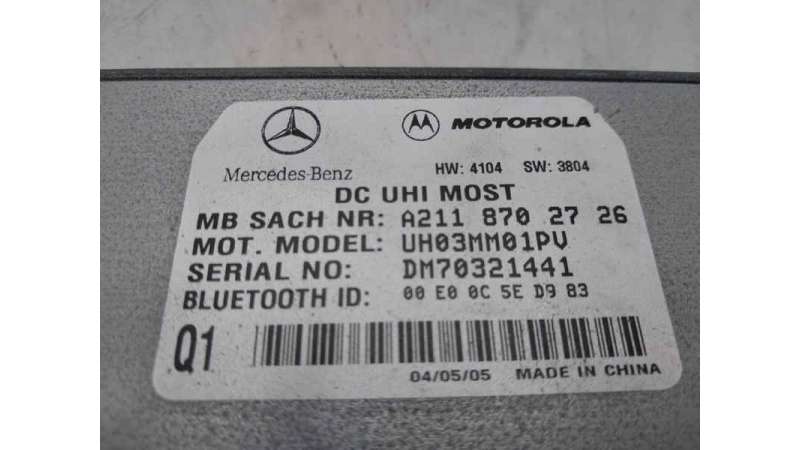 MOTOROLA
Mercedes-Benz HW: 4104 SW: 3804
DC UHI MOST
MB SACH NR: A211 870 27 26
MOT. MODEL: UH03MM01PV
SERIAL NO: DM70321441
BLUETOOTH ID: 00 E0 0C 5E D9 83
Q1
04/05/05 MADE IN CHINA